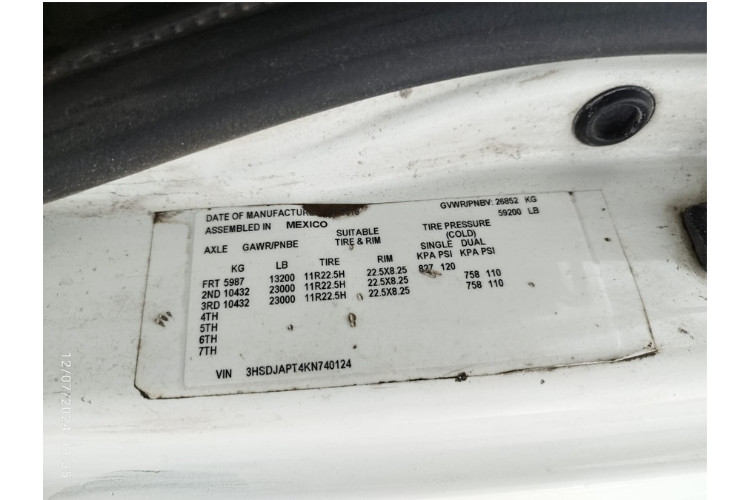 DATE OF MANUFACTURE
GVWR/PNBV: 26852 KG
59200 LB
ASSEMBLED IN MEXICO
SUITABLE
TIRE & RIM
TIRE PRESSURE
(COLD)
AXLE GAWR/PNBE
SINGLE DUAL
KG LB TIRE RIM KPA PSI KPA PSI
FRT 5987 13200 11R22.5H 22.5X8.25 827 120
2ND 10432 23000 11R22.5H 22.5X8.25 758 110
3RD 10432 23000 11R22.5H 22.5X8.25 758 110
4TH
5TH
6TH
7TH
VIN 3HSDJAPT4KN740124
12/07/2024